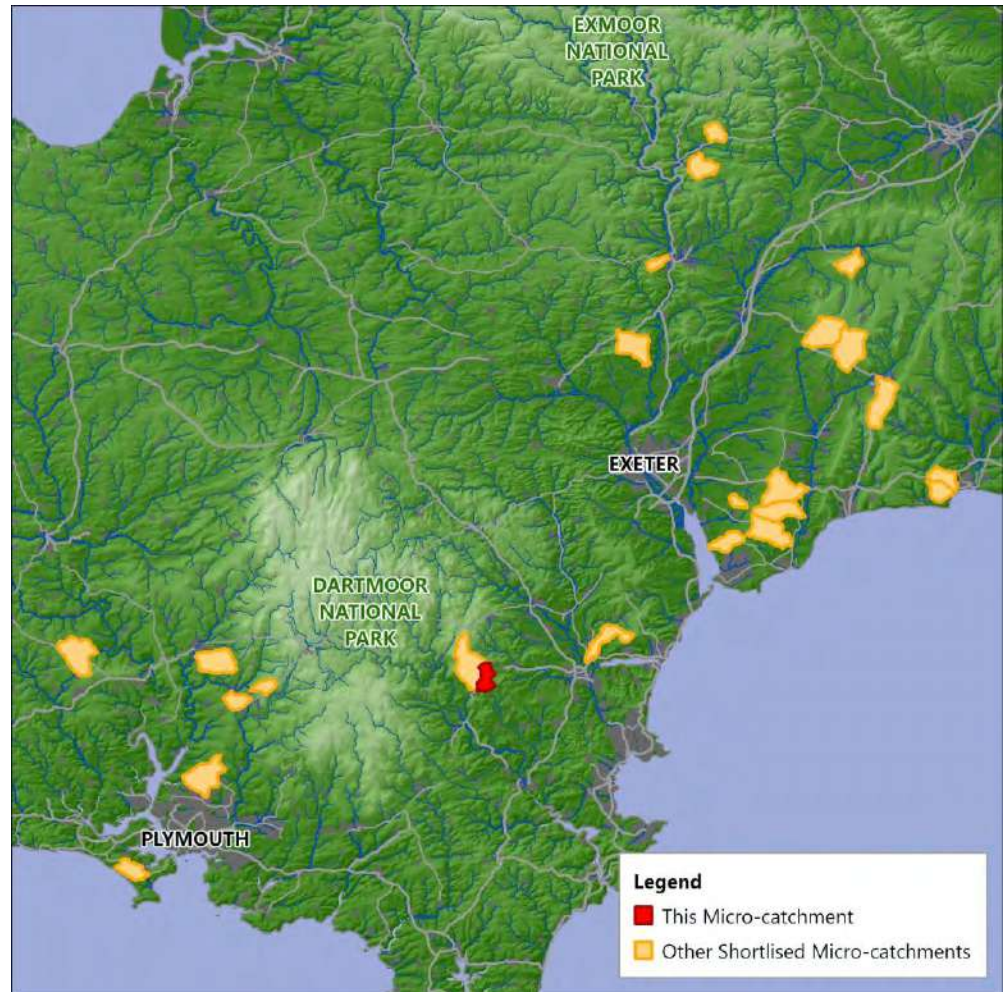 EXMOOR
NATIONAL
PARK
EXETER
DARTMOOR
NATIONAL
PARK
PLYMOUTH
Legend
This Micro-catchment
Other Shortlised Micro-catchments